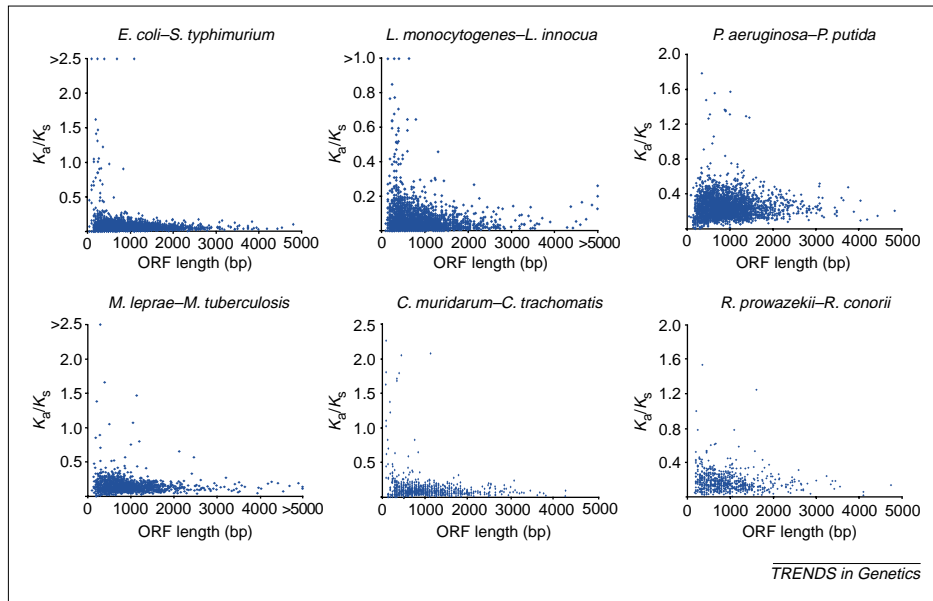 E. coli–S. typhimurium
>2.5
2.0
1.5
1.0
0.5
Ka/Ks
0 1000 2000 3000 4000 5000
ORF length (bp)
L. monocytogenes–L. innocua
>1.0
0.8
0.6
0.4
0.2
Ka/Ks
0 1000 2000 3000 4000 >5000
ORF length (bp)
P. aeruginosa–P. putida
2.0
1.6
1.2
0.8
0.4
Ka/Ks
0 1000 2000 3000 4000 5000
ORF length (bp)
M. leprae–M. tuberculosis
>2.5
2.0
1.5
1.0
0.5
Ka/Ks
0 1000 2000 3000 4000 >5000
ORF length (bp)
C. muridarum–C. trachomatis
2.5
2.0
1.5
1.0
0.5
Ka/Ks
0 1000 2000 3000 4000 5000
ORF length (bp)
R. prowazekii–R. conorii
2.0
1.6
1.2
0.8
0.4
Ka/Ks
0 1000 2000 3000 4000 5000
ORF length (bp)
TRENDS in Genetics